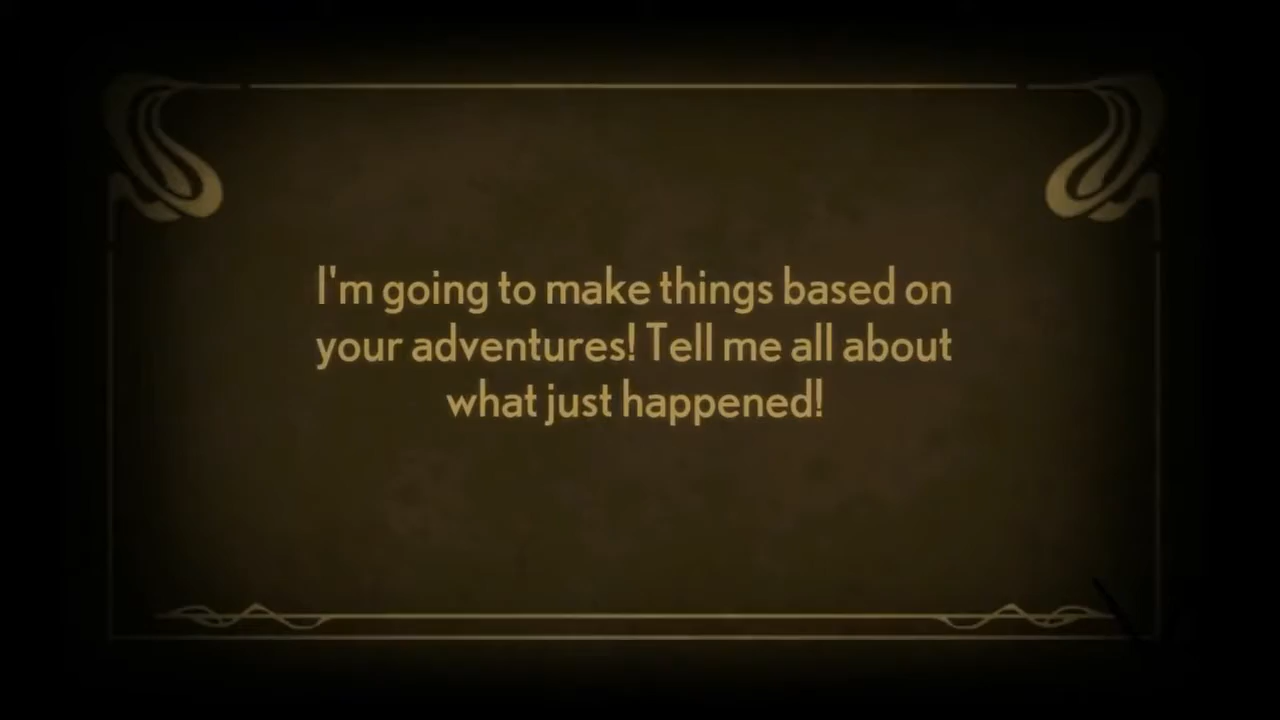 I'm going to make things based on
your adventures! Tell me all about
what just happened!